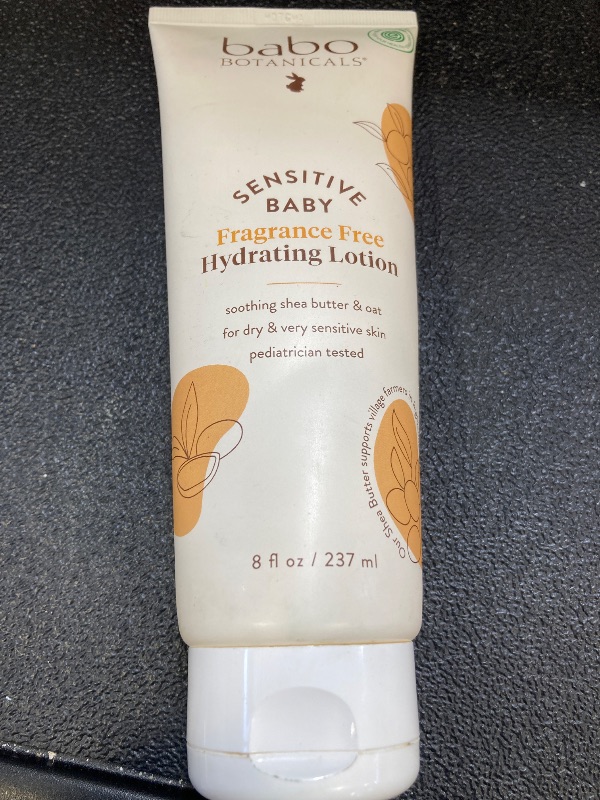 babo
BOTANICALS®
SENSITIVE
BABY
Fragrance Free
Hydrating Lotion
soothing shea butter & oat
for dry & very sensitive skin
pediatrician tested
Our Shea Butter supports village farmers
8 fl oz / 237 ml